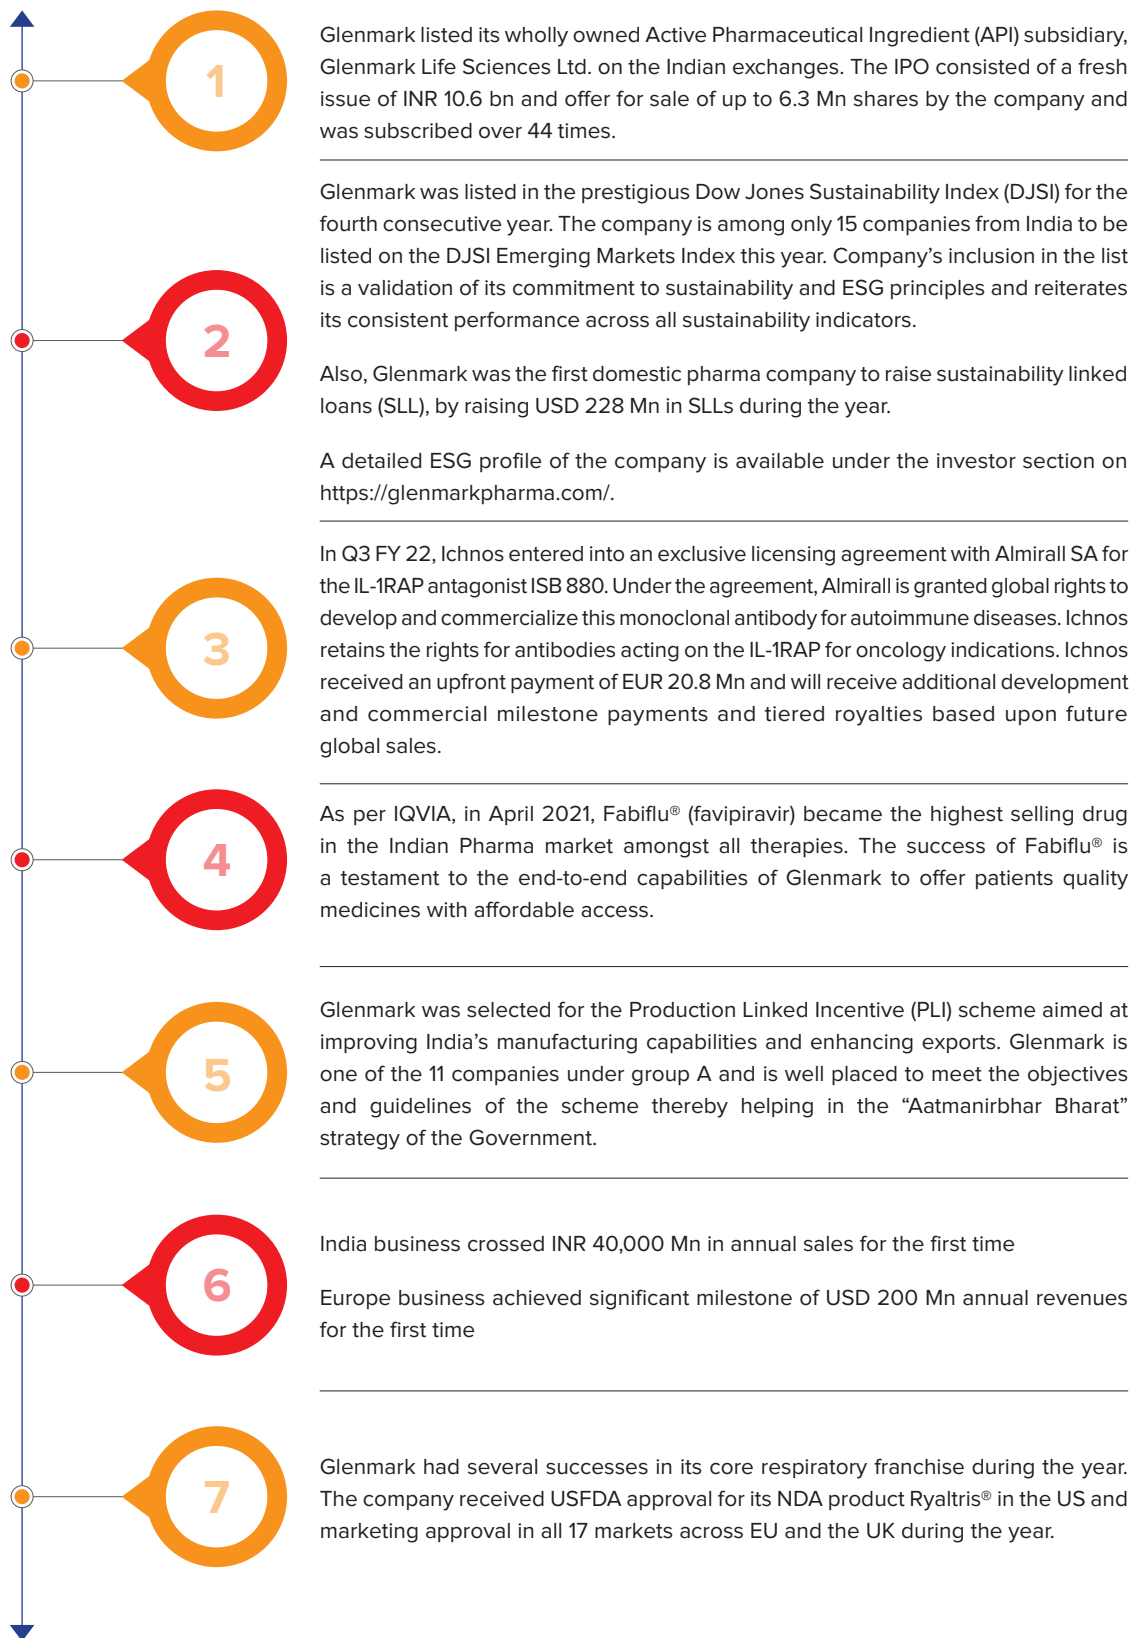 1
Glenmark listed its wholly owned Active Pharmaceutical Ingredient (API) subsidiary,
Glenmark Life Sciences Ltd. on the Indian exchanges. The IPO consisted of a fresh
issue of INR 10.6 bn and offer for sale of up to 6.3 Mn shares by the company and
was subscribed over 44 times.
2
Glenmark was listed in the prestigious Dow Jones Sustainability Index (DJSI) for the
fourth consecutive year. The company is among only 15 companies from India to be
listed on the DJSI Emerging Markets Index this year. Company’s inclusion in the list
is a validation of its commitment to sustainability and ESG principles and reiterates
its consistent performance across all sustainability indicators.
Also, Glenmark was the first domestic pharma company to raise sustainability linked
loans (SLL), by raising USD 228 Mn in SLLs during the year.
A detailed ESG profile of the company is available under the investor section on
https://glenmarkpharma.com/.
3
In Q3 FY 22, Ichnos entered into an exclusive licensing agreement with Almirall SA for
the IL-1RAP antagonist ISB 880. Under the agreement, Almirall is granted global rights to
develop and commercialize this monoclonal antibody for autoimmune diseases. Ichnos
retains the rights for antibodies acting on the IL-1RAP for oncology indications. Ichnos
received an upfront payment of EUR 20.8 Mn and will receive additional development
and commercial milestone payments and tiered royalties based upon future
global sales.
4
As per IQVIA, in April 2021, Fabiflu® (favipiravir) became the highest selling drug
in the Indian Pharma market amongst all therapies. The success of Fabiflu® is
a testament to the end-to-end capabilities of Glenmark to offer patients quality
medicines with affordable access.
5
Glenmark was selected for the Production Linked Incentive (PLI) scheme aimed at
improving India’s manufacturing capabilities and enhancing exports. Glenmark is
one of the 11 companies under group A and is well placed to meet the objectives
and guidelines of the scheme thereby helping in the “Aatmanirbhar Bharat”
strategy of the Government.
6
India business crossed INR 40,000 Mn in annual sales for the first time
Europe business achieved significant milestone of USD 200 Mn annual revenues
for the first time
7
Glenmark had several successes in its core respiratory franchise during the year.
The company received USFDA approval for its NDA product Ryaltris® in the US and
marketing approval in all 17 markets across EU and the UK during the year.